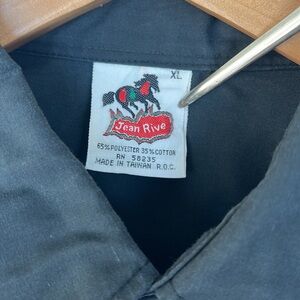 XL
Jean Rive
65% POLYESTER 35% COTTON
RN 58235
MADE IN TAIWAN R.O.C.